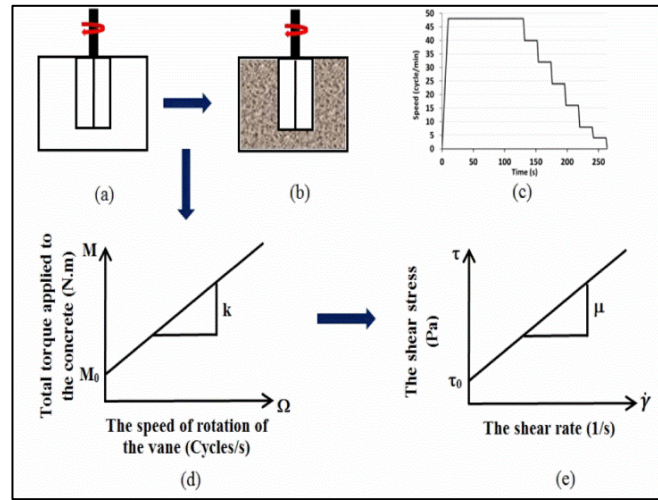 (a)
(b)
Speed (cycle/min)
50
45
40
35
30
25
20
15
10
5
0
0 50 100 150 200 250
Time (s)
(c)
Total torque applied to
the concrete (N.m)
M
k
M₀
Ω
The speed of rotation of
the vane (Cycles/s)
(d)
The shear stress
(Pa)
τ
μ
τ₀
γ̇
The shear rate (1/s)
(e)